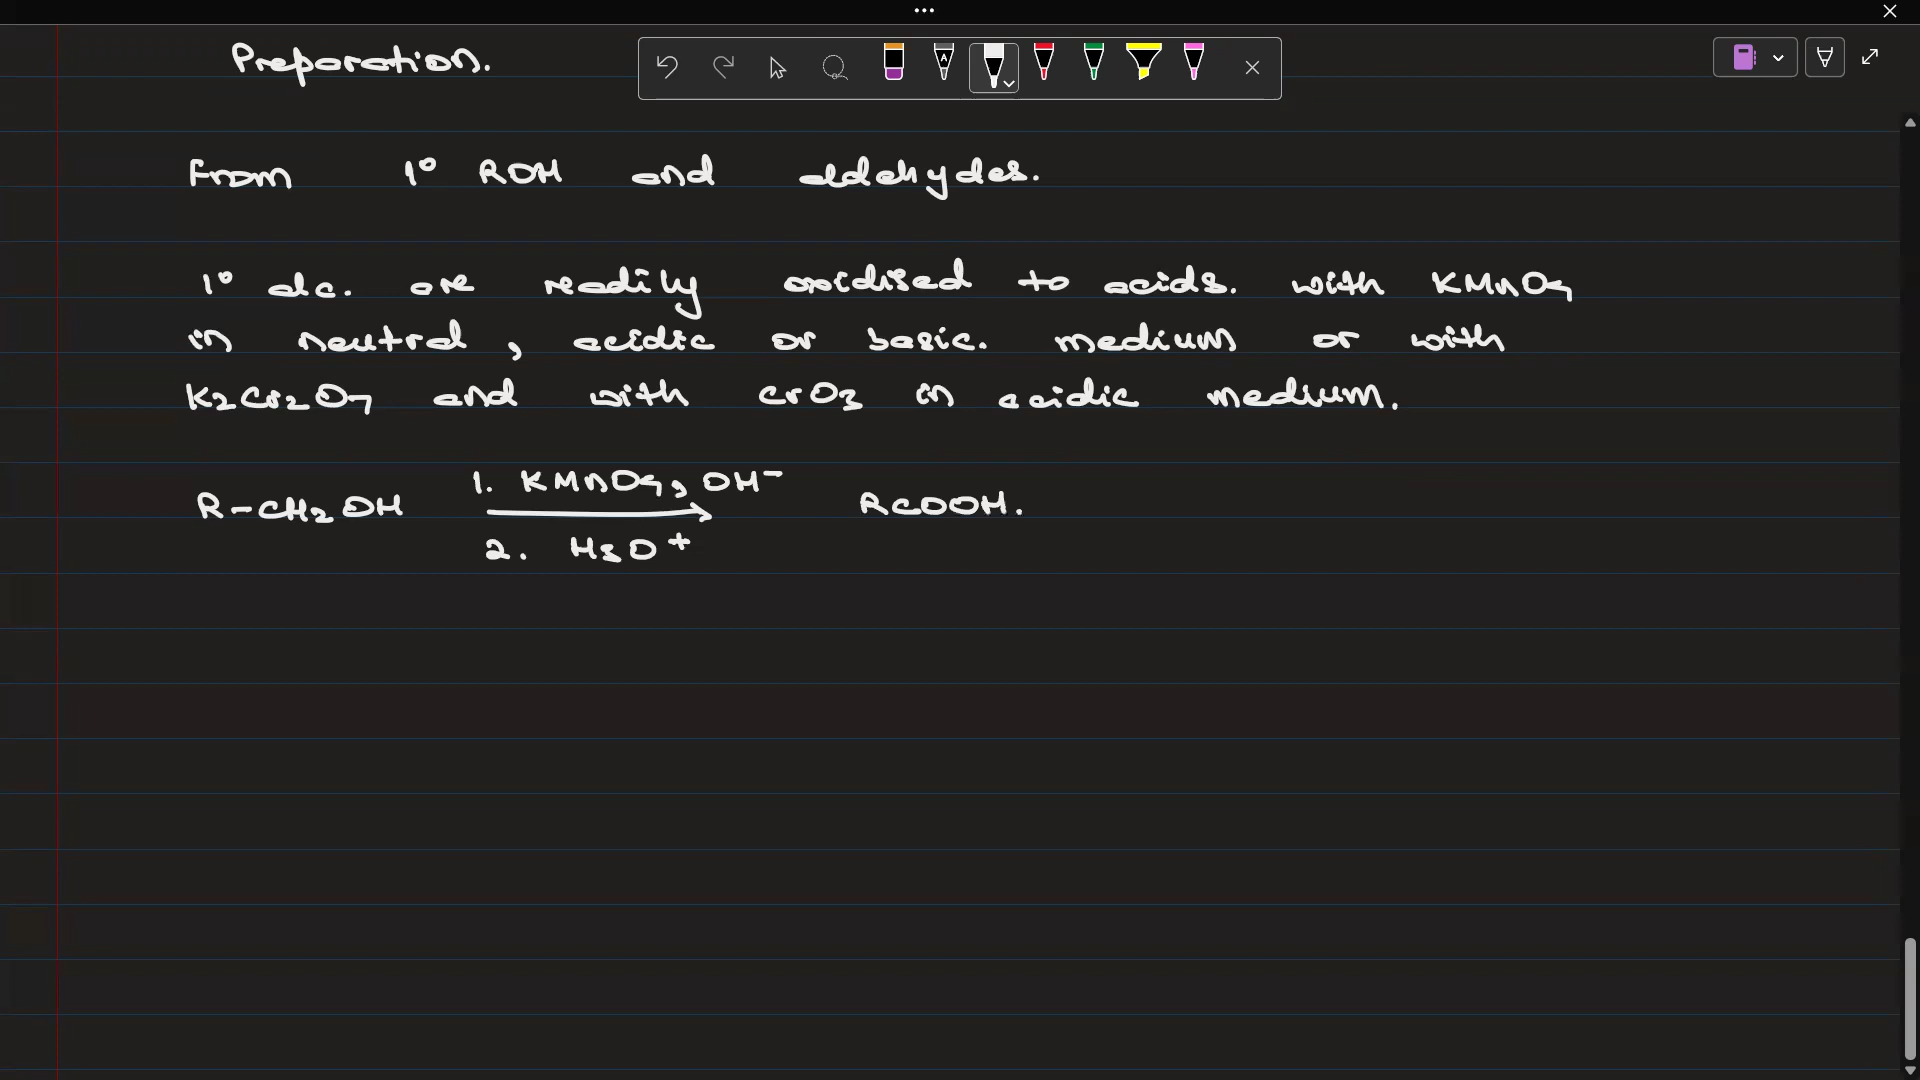 Preparation.
From 1° ROH and aldehydes.
1° alc. are readily oxidised to acids. with KMnO4
in neutral, acidic or basic. medium or with
K2Cr2O7 and with CrO3 in acidic medium.
1. KMnO4, OH⁻
R-CH2OH → RCOOH.
2. H3O+